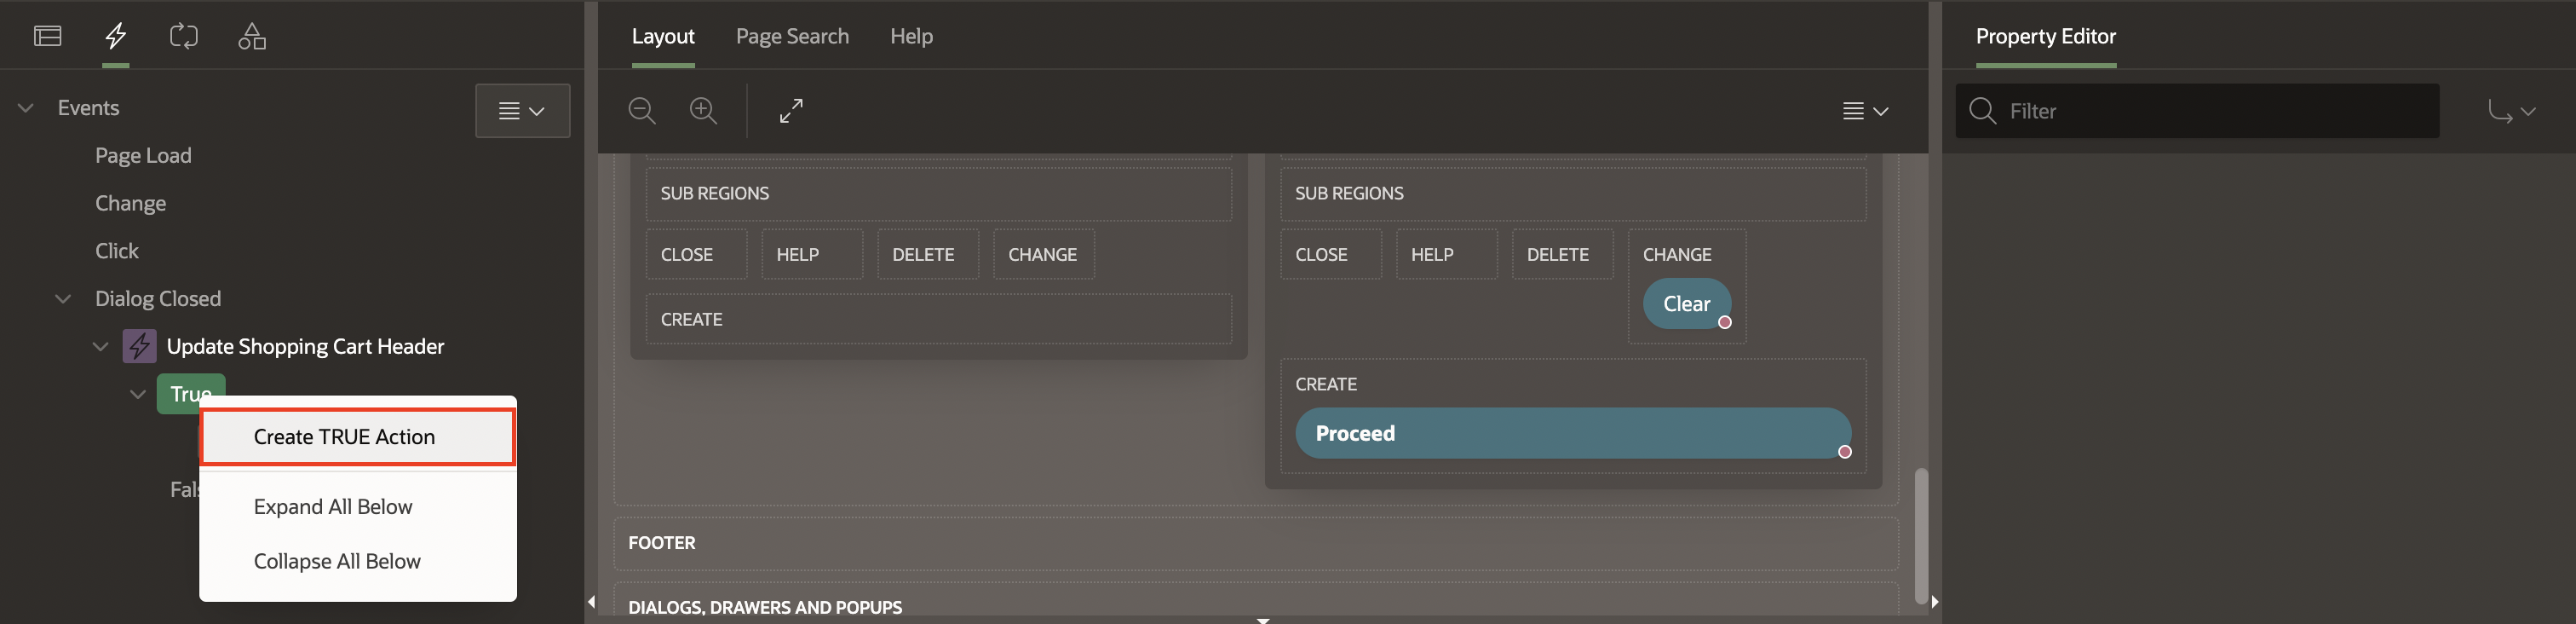 Events
Page Load
Change
Click
Dialog Closed
Update Shopping Cart Header
True
Create TRUE Action
Expand All Below
Collapse All Below
Layout Page Search Help
SUB REGIONS
CLOSE HELP DELETE CHANGE
CREATE
SUB REGIONS
CLOSE HELP DELETE CHANGE
Clear
CREATE
Proceed
FOOTER
DIALOGS, DRAWERS AND POPUPS
Property Editor
Filter